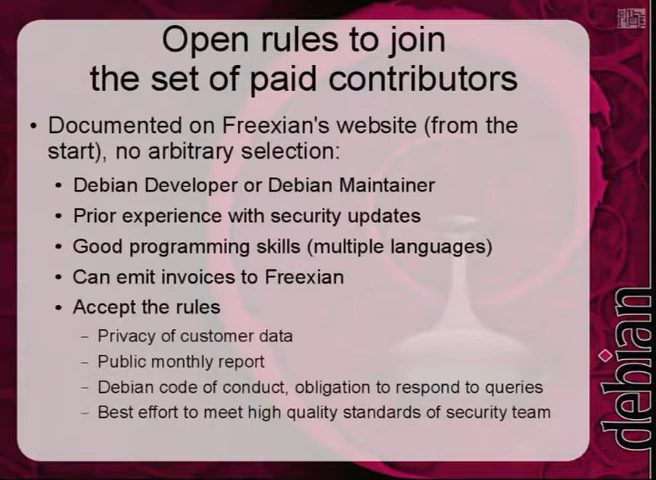 Open rules to join
the set of paid contributors
• Documented on Freexian's website (from the
start), no arbitrary selection:
• Debian Developer or Debian Maintainer
• Prior experience with security updates
• Good programming skills (multiple languages)
• Can emit invoices to Freexian
• Accept the rules
– Privacy of customer data
– Public monthly report
– Debian code of conduct, obligation to respond to queries
– Best effort to meet high quality standards of security team
debian